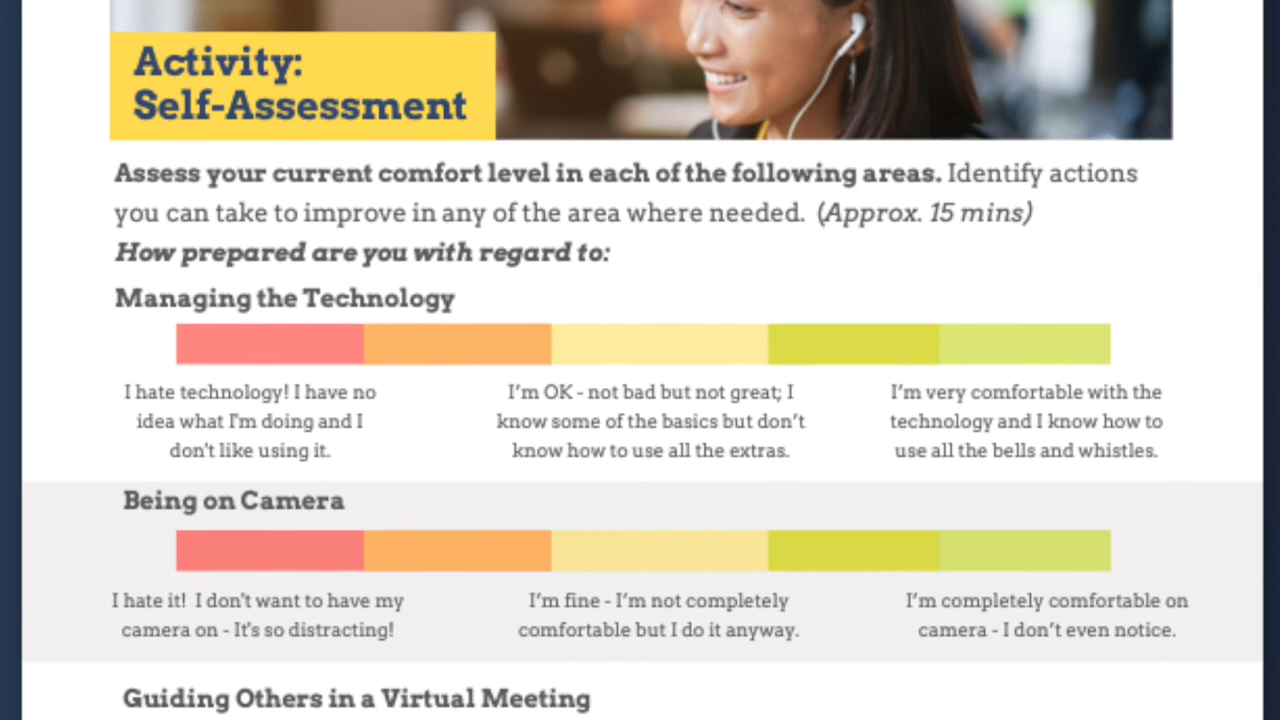 Activity:
Self-Assessment
Assess your current comfort level in each of the following areas. Identify actions
you can take to improve in any of the area where needed. (Approx. 15 mins)
How prepared are you with regard to:
Managing the Technology
I hate technology! I have no
idea what I'm doing and I
don't like using it.
I'm OK - not bad but not great; I
know some of the basics but don't
know how to use all the extras.
I'm very comfortable with the
technology and I know how to
use all the bells and whistles.
Being on Camera
I hate it! I don't want to have my
camera on - It's so distracting!
I'm fine - I'm not completely
comfortable but I do it anyway.
I'm completely comfortable on
camera - I don't even notice.
Guiding Others in a Virtual Meeting